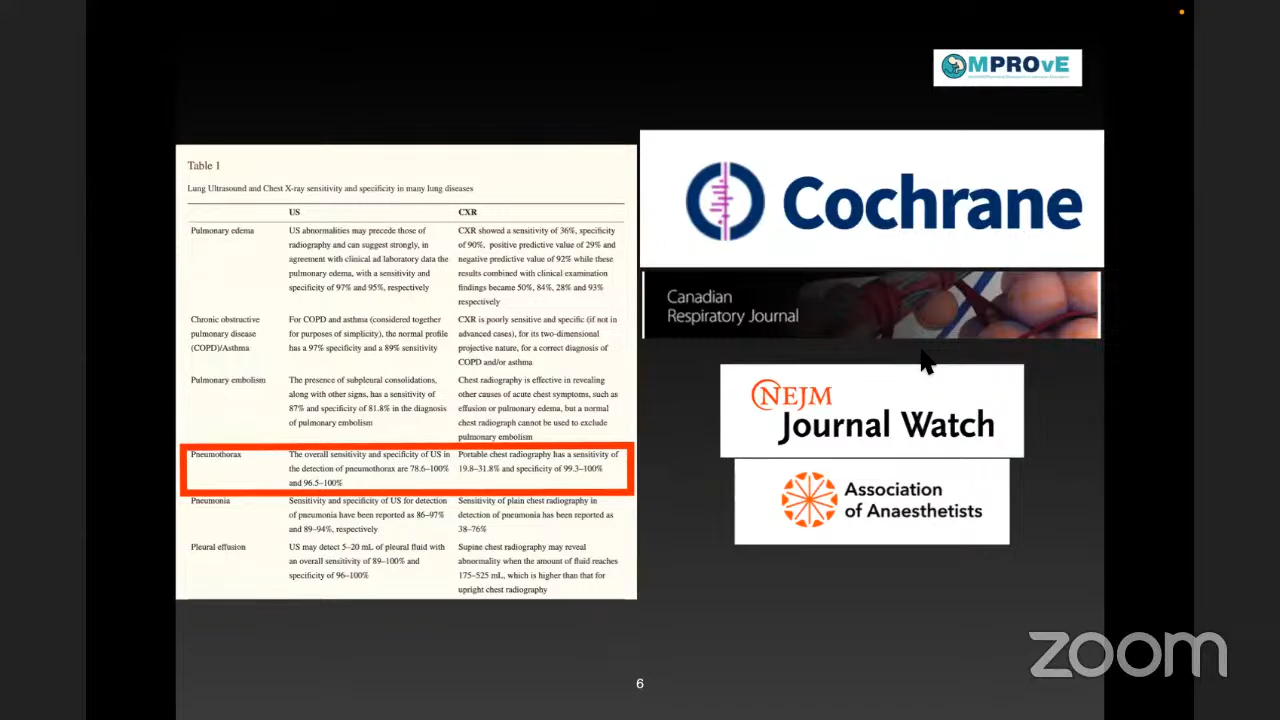 MPROvE
Table 1
Lung Ultrasound and Chest X-ray sensitivity and specificity in many lung diseases
US CXR
Pulmonary edema
US abnormalities may precede those of
radiography and can suggest strongly, in
agreement with clinical ad laboratory data the
pulmonary edema, with a sensitivity and
specificity of 97% and 95%, respectively
CXR showed a sensitivity of 36%, specificity
of 90%, positive predictive value of 29% and
negative predictive value of 92% while these
results combined with clinical examination
findings became 50%, 84%, 28% and 93%
respectively
Chronic obstructive
pulmonary disease
(COPD)/Asthma
For COPD and asthma (considered together
for purposes of simplicity), the normal profile
has a 97% specificity and a 89% sensitivity
CXR is poorly sensitive and specific (if not in
advanced cases), for its two-dimensional
projective nature, for a correct diagnosis of
COPD and/or asthma
Pulmonary embolism
The presence of subpleural consolidations,
along with other signs, has a sensitivity of
87% and specificity of 81.8% in the diagnosis
of pulmonary embolism
Chest radiography is effective in revealing
other causes of acute chest symptoms, such as
effusion or pulmonary edema, but a normal
chest radiograph cannot be used to exclude
pulmonary embolism
Pneumothorax
The overall sensitivity and specificity of US in
the detection of pneumothorax are 78.6–100%
and 96.5–100%
Portable chest radiography has a sensitivity of
19.8–31.8% and specificity of 99.3–100%
Pneumonia
Sensitivity and specificity of US for detection
of pneumonia have been reported as 86–97%
and 89–94%, respectively
Sensitivity of plain chest radiography in
detection of pneumonia has been reported as
38–76%
Pleural effusion
US may detect 5–20 mL of pleural fluid with
an overall sensitivity of 89–100% and
specificity of 96–100%
Supine chest radiography may reveal
abnormality when the amount of fluid reaches
175–525 mL, which is higher than that for
upright chest radiography
Cochrane
Canadian
Respiratory Journal
NEJM
Journal Watch
Association
of Anaesthetists
zoom
6